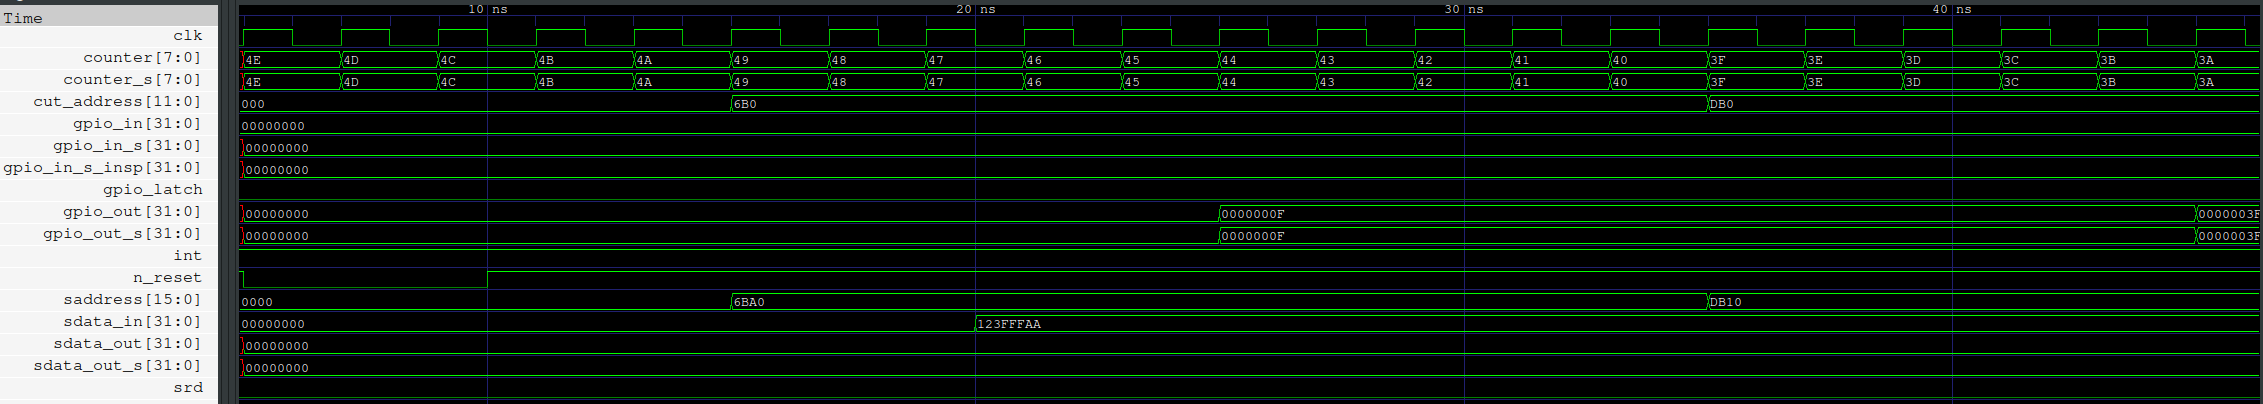 Time 10 ns 20 ns 30 ns 40 ns
clk
counter[7:0] 4E 4D 4C 4B 4A 49 48 47 46 45 44 43 42 41 40 3F 3E 3D 3C 3B 3A
counter_s[7:0] 4E 4D 4C 4B 4A 49 48 47 46 45 44 43 42 41 40 3F 3E 3D 3C 3B 3A
cut_address[11:0] 000 6B0 DB0
gpio_in[31:0] 00000000
gpio_in_s[31:0] 00000000
gpio_in_s_insp[31:0] 00000000
gpio_latch
gpio_out[31:0] 00000000 0000000F 0000003F
gpio_out_s[31:0] 00000000 0000000F 0000003F
int
n_reset
saddress[15:0] 0000 6BA0 DB10
sdata_in[31:0] 00000000 123FFFAA
sdata_out[31:0] 00000000
sdata_out_s[31:0] 00000000
srd